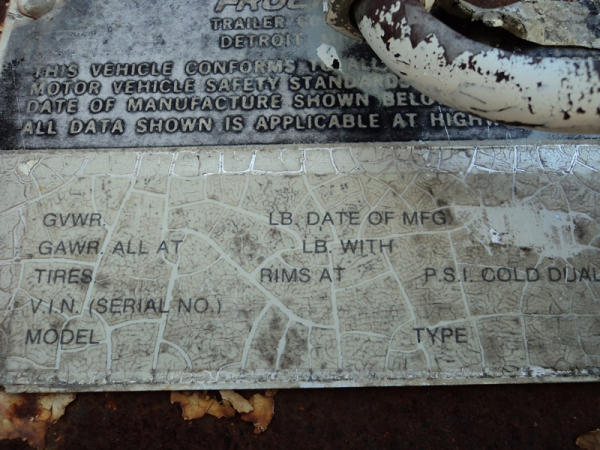 TRAILER
DETROIT
THIS VEHICLE CONFORMS
MOTOR VEHICLE SAFETY STANDARDS
DATE OF MANUFACTURE SHOWN
ALL DATA SHOWN IS APPLICABLE AT
GVWR LB. DATE OF MFG.
GAWR. ALL AT LB. WITH
TIRES RIMS AT P.S.I. COLD DUAL
V.I.N. (SERIAL NO.)
MODEL TYPE